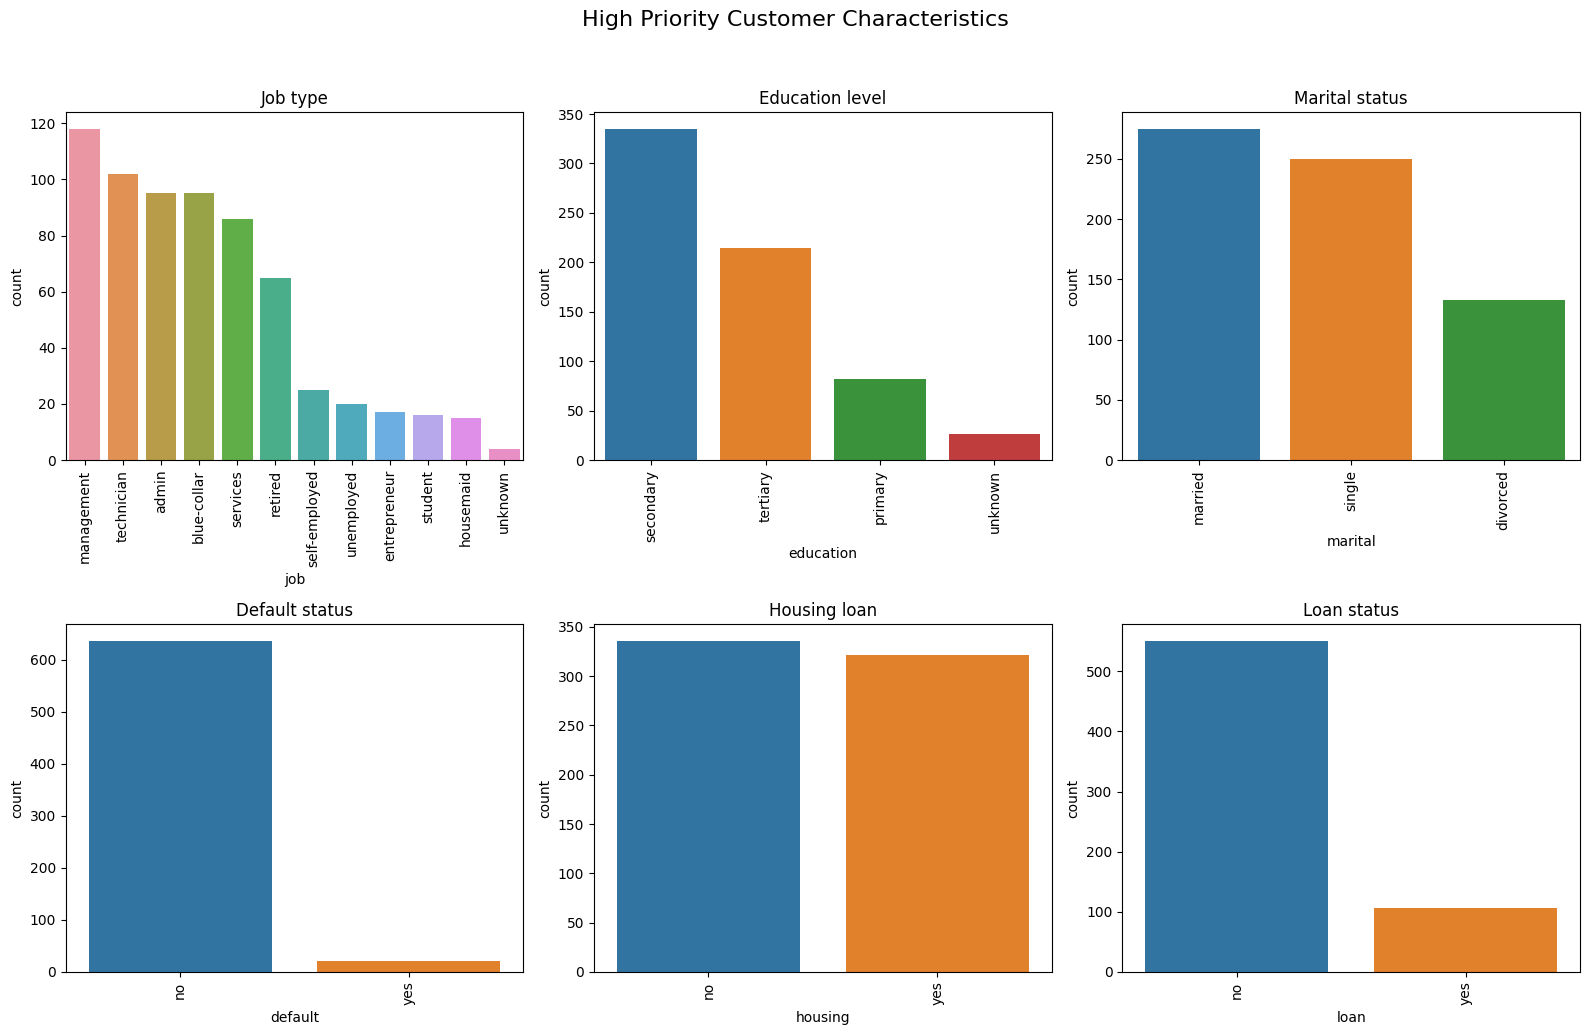 High Priority Customer Characteristics
Job type
120
100
80
60
40
20
0
count
management
technician
admin
blue-collar
services
retired
self-employed
unemployed
entrepreneur
student
housemaid
unknown
job
Education level
350
300
250
200
150
100
50
0
count
secondary
tertiary
primary
unknown
education
Marital status
250
200
150
100
50
0
count
married
single
divorced
marital
Default status
600
500
400
300
200
100
0
count
no
yes
default
Housing loan
350
300
250
200
150
100
50
0
count
no
yes
housing
Loan status
500
400
300
200
100
0
count
no
yes
loan